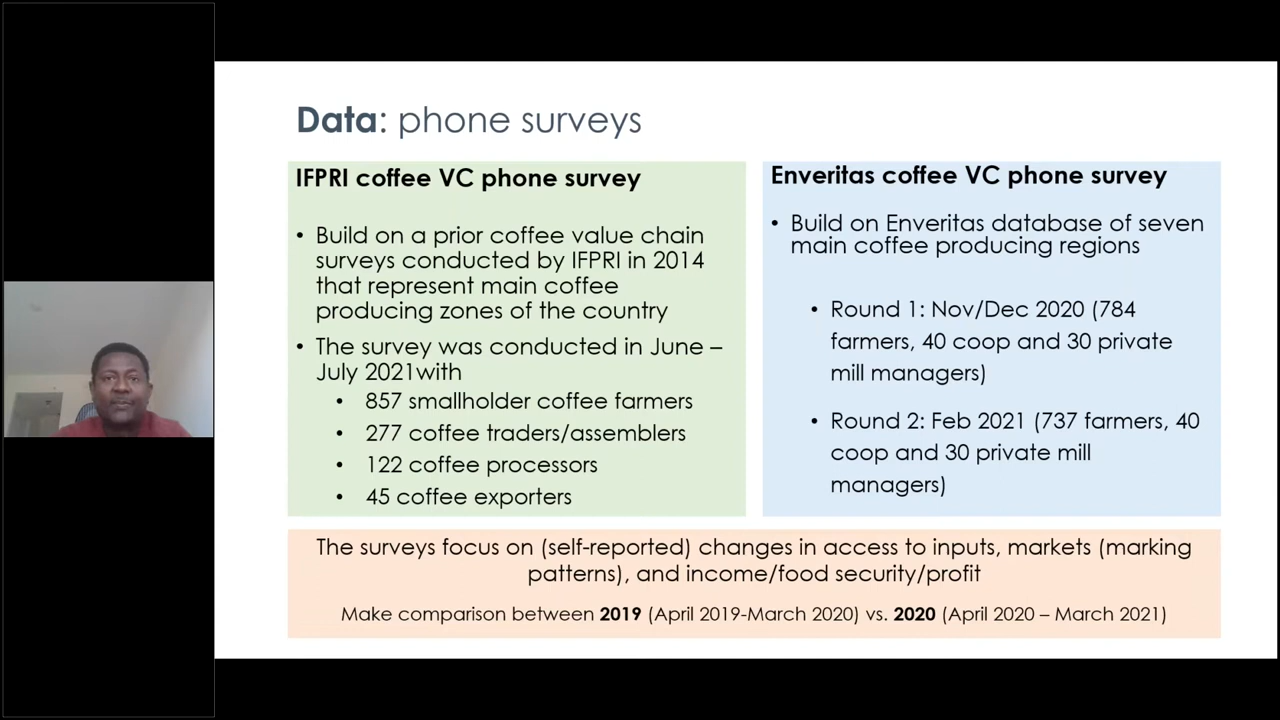 Data: phone surveys
IFPRI coffee VC phone survey
• Build on a prior coffee value chain
surveys conducted by IFPRI in 2014
that represent main coffee
producing zones of the country
• The survey was conducted in June –
July 2021with
• 857 smallholder coffee farmers
• 277 coffee traders/assemblers
• 122 coffee processors
• 45 coffee exporters
Enveritas coffee VC phone survey
• Build on Enveritas database of seven
main coffee producing regions
• Round 1: Nov/Dec 2020 (784
farmers, 40 coop and 30 private
mill managers)
• Round 2: Feb 2021 (737 farmers, 40
coop and 30 private mill
managers)
The surveys focus on (self-reported) changes in access to inputs, markets (marking
patterns), and income/food security/profit
Make comparison between 2019 (April 2019-March 2020) vs. 2020 (April 2020 – March 2021)